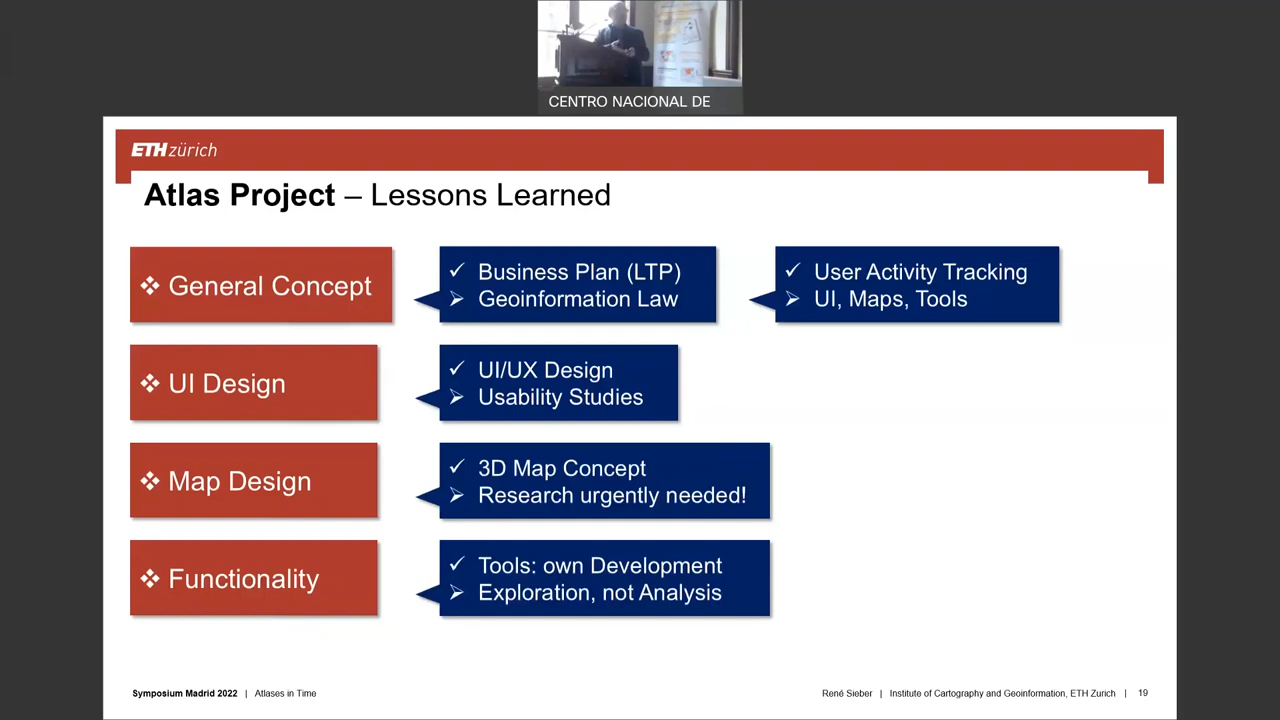 CENTRO NACIONAL DE
ETH zürich
Atlas Project – Lessons Learned
❖ General Concept
✓ Business Plan (LTP)
➢ Geoinformation Law
✓ User Activity Tracking
➢ UI, Maps, Tools
❖ UI Design
✓ UI/UX Design
➢ Usability Studies
❖ Map Design
✓ 3D Map Concept
➢ Research urgently needed!
❖ Functionality
✓ Tools: own Development
➢ Exploration, not Analysis
Symposium Madrid 2022 | Atlases in Time
René Sieber | Institute of Cartography and Geoinformation, ETH Zurich | 19